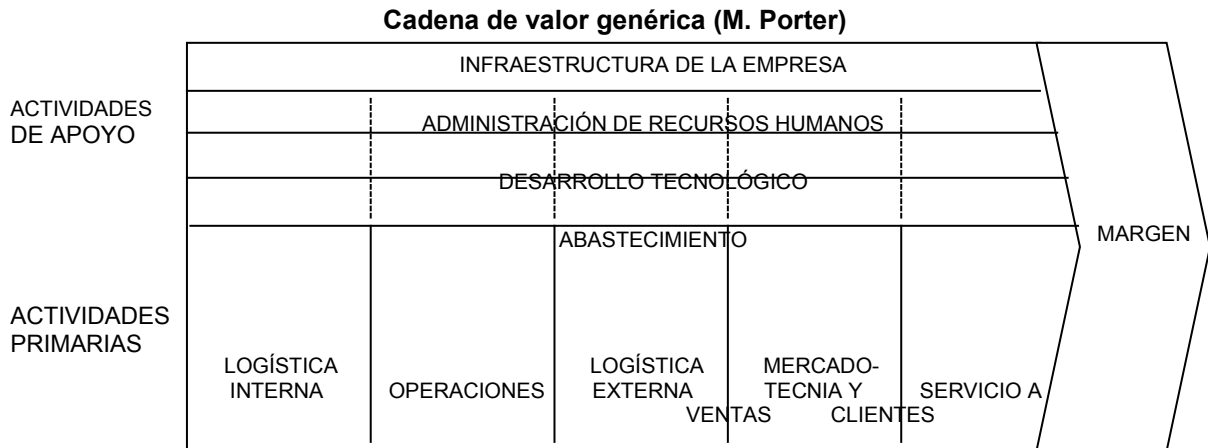 Cadena de valor genérica (M. Porter)
INFRAESTRUCTURA DE LA EMPRESA
ACTIVIDADES
DE APOYO
ADMINISTRACIÓN DE RECURSOS HUMANOS
DESARROLLO TECNOLÓGICO
ABASTECIMIENTO
MARGEN
ACTIVIDADES
PRIMARIAS
LOGÍSTICA
INTERNA
OPERACIONES
LOGÍSTICA
EXTERNA
MERCADO-
TECNIA Y
SERVICIO A
VENTAS
CLIENTES